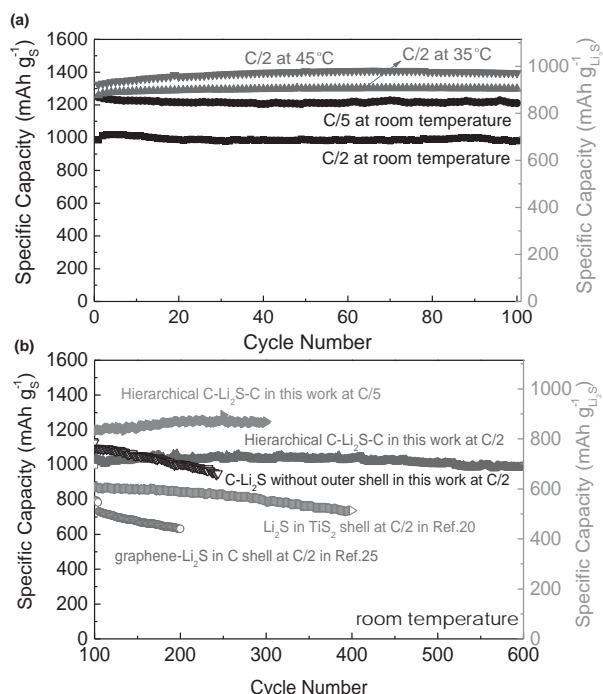 (a)
1600
1400
1200
1000
800
600
400
200
0
Specific Capacity (mAh g_S^-1)
C/2 at 45°C
C/2 at 35°C
C/5 at room temperature
C/2 at room temperature
1000
800
600
400
200
0
Specific Capacity (mAh g_Li2S^-1)
0 20 40 60 80 100
Cycle Number
(b)
1600
1400
1200
1000
800
600
400
200
0
Specific Capacity (mAh g_S^-1)
Hierarchical C-Li2S-C in this work at C/5
Hierarchical C-Li2S-C in this work at C/2
C-Li2S without outer shell in this work at C/2
Li2S in TiS2 shell at C/2 in Ref.20
graphene-Li2S in C shell at C/2 in Ref.25
room temperature
1000
800
600
400
200
0
Specific Capacity (mAh g_Li2S^-1)
100 200 300 400 500 600
Cycle Number